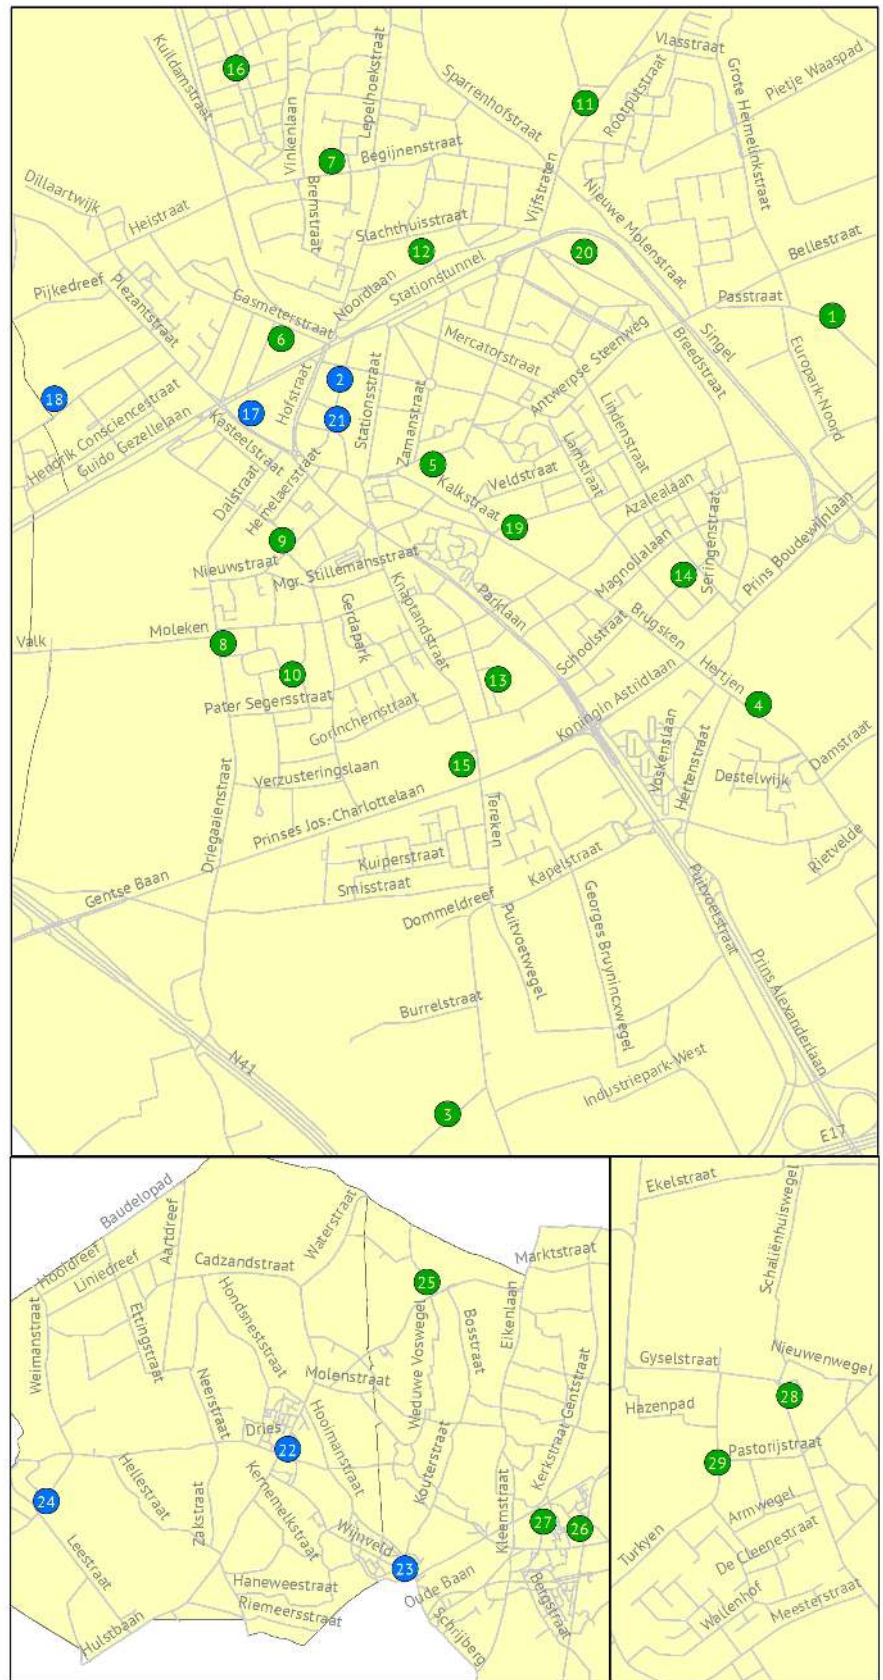 Vlasstraat
Kuildamstraat
Lepelhoekstraat
16
Sparrenhofstraat
Rootputstraat
Grote Heimelinkstraat
Pietje Waaspad
11
Vinkenlaan
7
Begijnenstraat
Dillaartwijk
Bremstraat
Vijfstraten
Nieuwe Molenstraat
Heistraat
Slachthuisstraat
12
20
Bellestraat
Pijkedreef
Plezantstraat
Noordlaan
Stationstunnel
Gasmeterstraat
Passtraat
1
6
Mercatorstraat
Antwerpse Steenweg
Singel
Breedstraat
Europark-Noord
2
Hofstraat
Stationsstraat
18
17
21
Zamanstraat
Hendrik Consciencestraat
Guido Gezellelaan
Kasteelstraat
Lindenstraat
Lamstraat
5
Dalstraat
Hemelaerstraat
Kalkstraat
Veldstraat
Azalealaan
Seringenstraat
19
9
Prins Boudewijnlaan
Nieuwstraat
Mgr. Stillemansstraat
Magnolialaan
14
Knaptandstraat
Parklaan
Gerdapark
Schoolstraat
Brugsken
Valk
Moleken
8
10
13
Hertjen
4
Pater Segersstraat
Gorinchemstraat
Koningin Astridlaan
Voskenslaan
Hertenstraat
Damstraat
Destelwijk
15
Verzusteringslaan
Driegaaienstraat
Prinses Jos.-Charlottelaan
Tereken
Kuiperstraat
Kapelstraat
Rietvelde
Gentse Baan
Smisstraat
Dommeldreef
Puitvoetstraat
Puitvoetwegel
Georges Bruynincxwegel
Prins Alexanderlaan
Burrelstraat
N41
Industriepark-West
3
E17
Baudelopad
Aartdreef
Waterstraat
Hooldreef
Liniedreef
Cadzandstraat
Marktstraat
25
Weimanstraat
Ettingstraat
Hondsneststraat
Weduwe Voswegel
Bosstraat
Eikenlaan
Molenstraat
Neerstraat
Gentstraat
Dries
22
Hoolmanstraat
Kouterstraat
Kerkstraat
Hellestraat
Kernemelkstraat
24
Zakstraat
Wijnveld
Kleemstraat
27
26
Leestraat
23
Haneweestraat
Oude Baan
Bergstraat
Riemeersstraat
Hulstbaan
Schrijberg
Ekelstraat
Schaliënhuiswegel
Gyselstraat
Nieuwenwegel
28
Hazenpad
Pastorijstraat
29
Armwegel
Turkyen
De Cleenestraat
Wallenhof
Meesterstraat